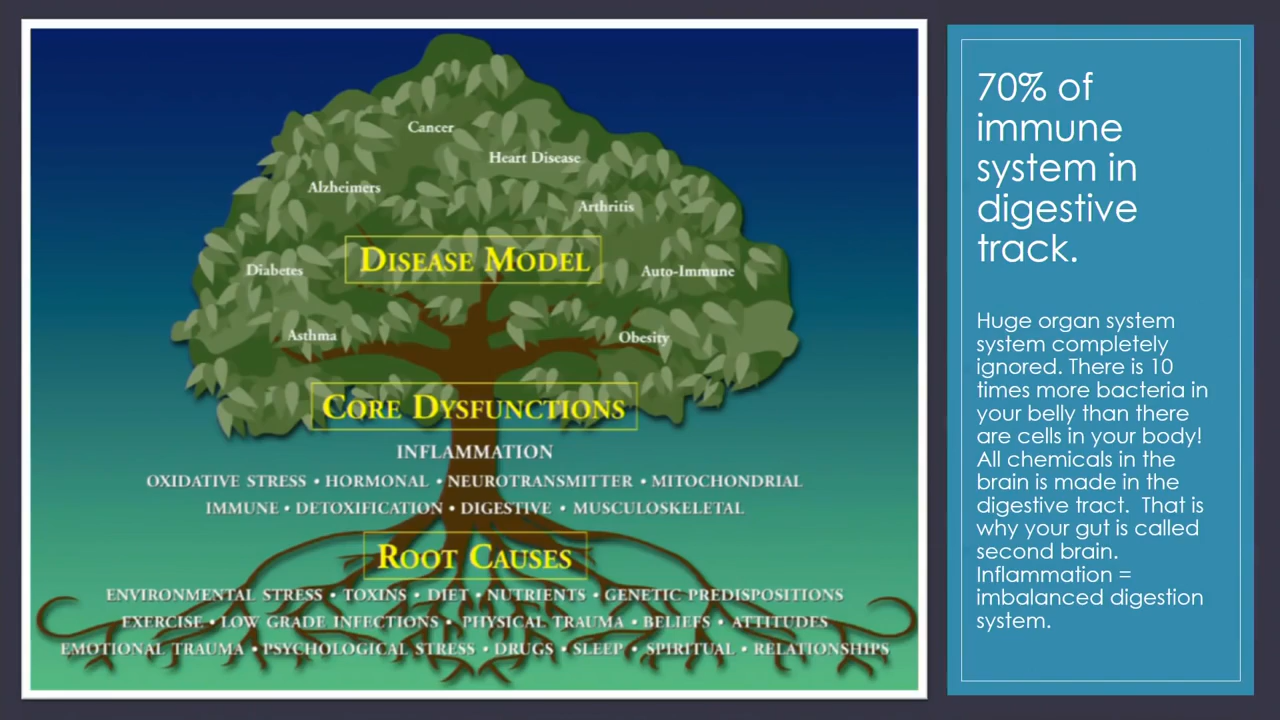 Cancer
Heart Disease
Alzheimers
Arthritis
DISEASE MODEL
Diabetes
Auto-Immune
Asthma
Obesity
CORE DYSFUNCTIONS
INFLAMMATION
OXIDATIVE STRESS • HORMONAL • NEUROTRANSMITTER • MITOCHONDRIAL
IMMUNE • DETOXIFICATION • DIGESTIVE • MUSCULOSKELETAL
ROOT CAUSES
ENVIRONMENTAL STRESS • TOXINS • DIET • NUTRIENTS • GENETIC PREDISPOSITIONS
EXERCISE • LOW GRADE INFECTIONS • PHYSICAL TRAUMA • BELIEFS • ATTITUDES
EMOTIONAL TRAUMA • PSYCHOLOGICAL STRESS • DRUGS • SLEEP • SPIRITUAL • RELATIONSHIPS
70% of
immune
system in
digestive
track.
Huge organ system
system completely
ignored. There is 10
times more bacteria in
your belly than there
are cells in your body!
All chemicals in the
brain is made in the
digestive tract.  That is
why your gut is called
second brain.
Inflammation =
imbalanced digestion
system.